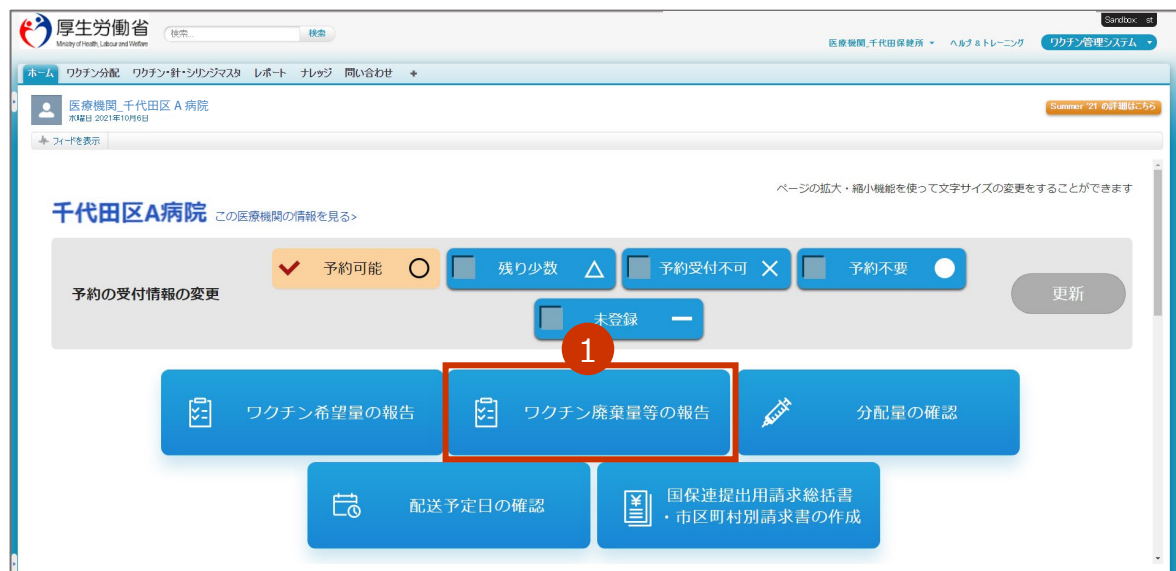 Sandbox: st
厚生労働省
Ministry of Health, Labour and Welfare
検索...
検索
医療機関_千代田保健所
ヘルプ & トレーニング
ワクチン管理システム
ホーム ワクチン分配 ワクチン・針・シリンジマスタ レポート ナレッジ 問い合わせ +
医療機関_千代田区 A 病院
水曜日 2021年10月6日
Summer '21 の詳細はこちら
フィードを表示
ページの拡大・縮小機能を使って文字サイズの変更をすることができます
千代田区A病院 この医療機関の情報を見る>
予約の受付情報の変更
予約可能 ○
残り少数 △
予約受付不可 ×
予約不要 ●
未登録 ー
更新
1
ワクチン希望量の報告
ワクチン廃棄量等の報告
分配量の確認
配送予定日の確認
国保連提出用請求総括書
・市区町村別請求書の作成